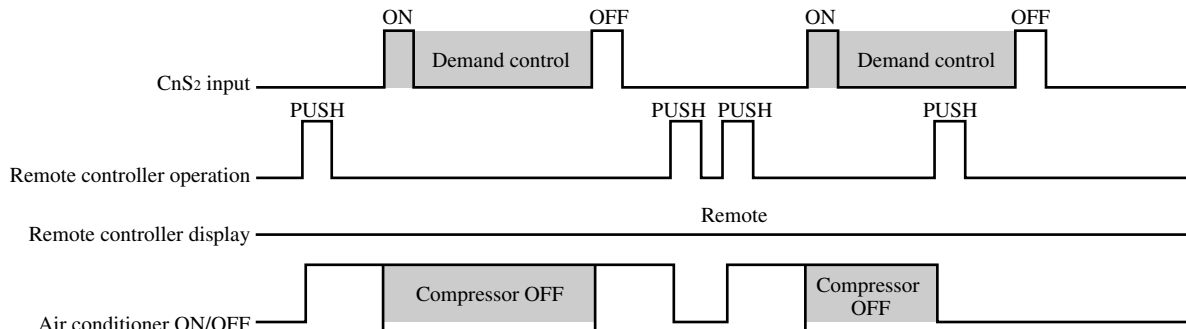 ON OFF ON OFF
Demand control Demand control
CnS2 input
PUSH PUSH PUSH PUSH
Remote controller operation
Remote
Remote controller display
Compressor OFF
Compressor
OFF
Air conditioner ON/OFF